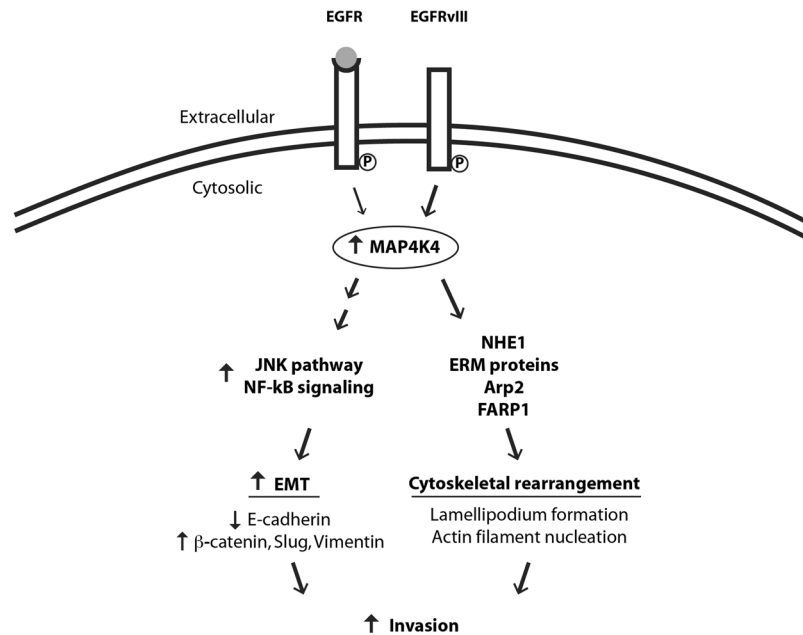 EGFR EGFRvIII
Extracellular
P P
Cytosolic
↑ MAP4K4
↑ JNK pathway
NF-kB signaling
NHE1
ERM proteins
Arp2
FARP1
↑ EMT
↓ E-cadherin
↑ β-catenin, Slug, Vimentin
Cytoskeletal rearrangement
Lamellipodium formation
Actin filament nucleation
↑ Invasion